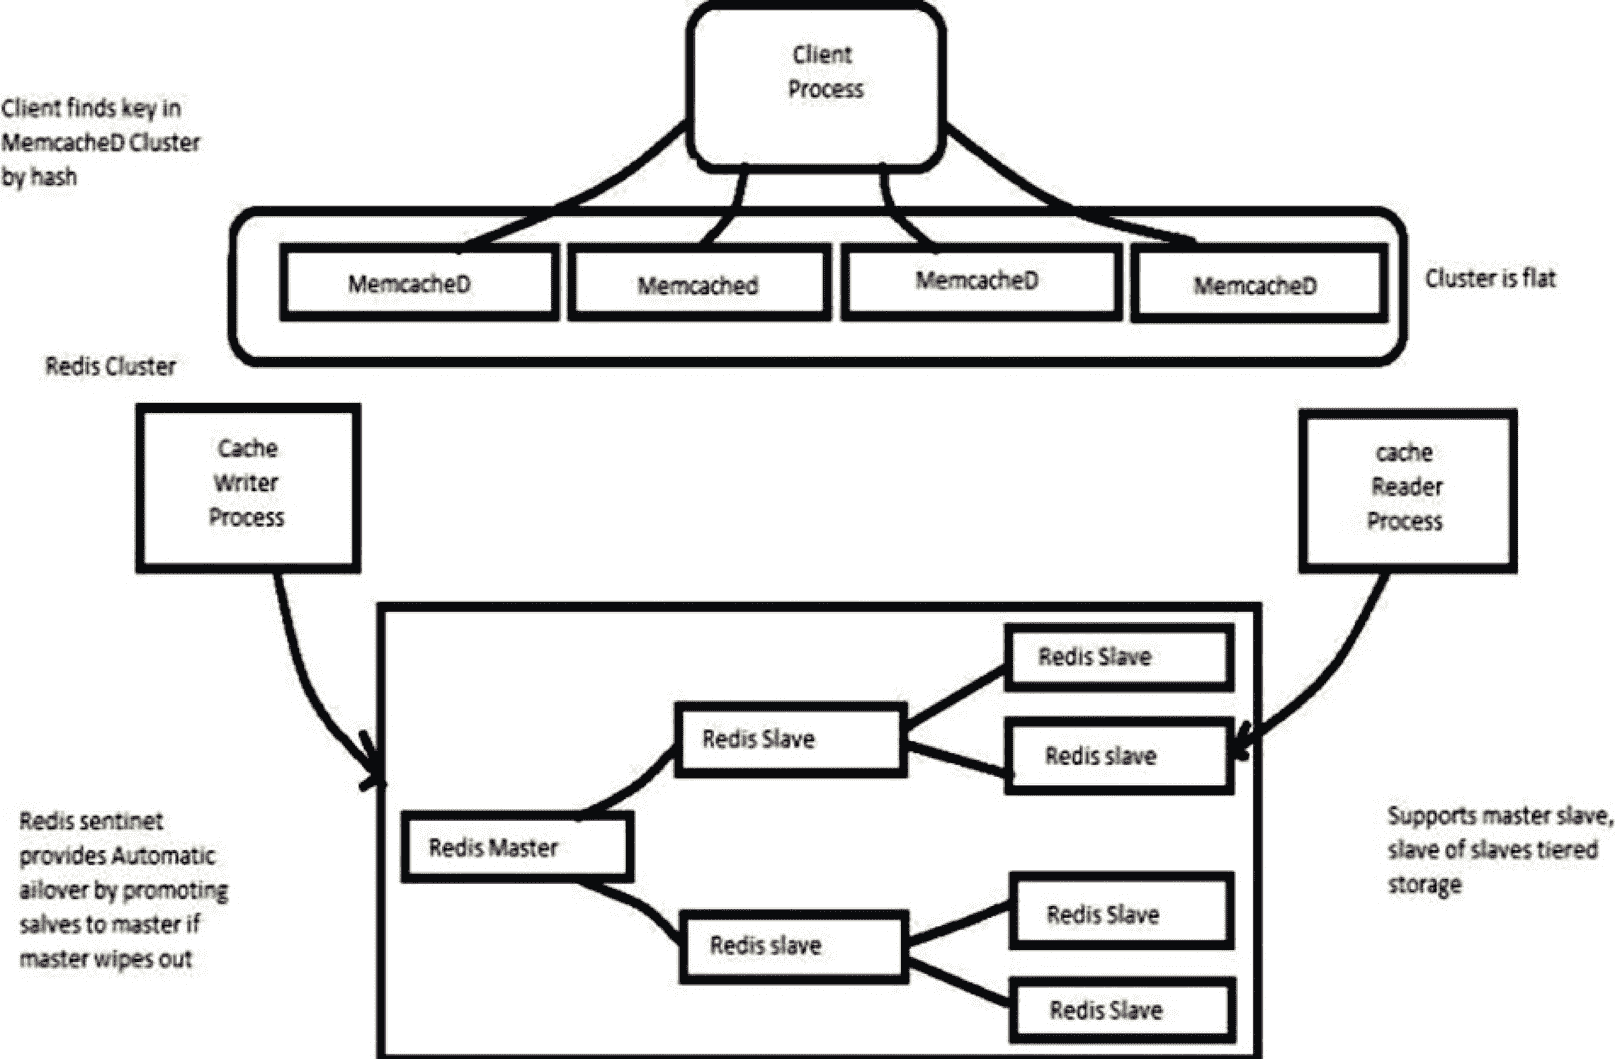 Client
Process
Client finds key in
MemcacheD Cluster
by hash
MemcacheD
Memcached
MemcacheD
MemcacheD
Cluster is flat
Redis Cluster
Cache
Writer
Process
cache
Reader
Process
Redis Slave
Redis Slave
Redis slave
Redis Master
Redis Slave
Redis slave
Redis Slave
Redis sentinet
provides Automatic
ailover by promoting
salves to master if
master wipes out
Supports master slave,
slave of slaves tiered
storage